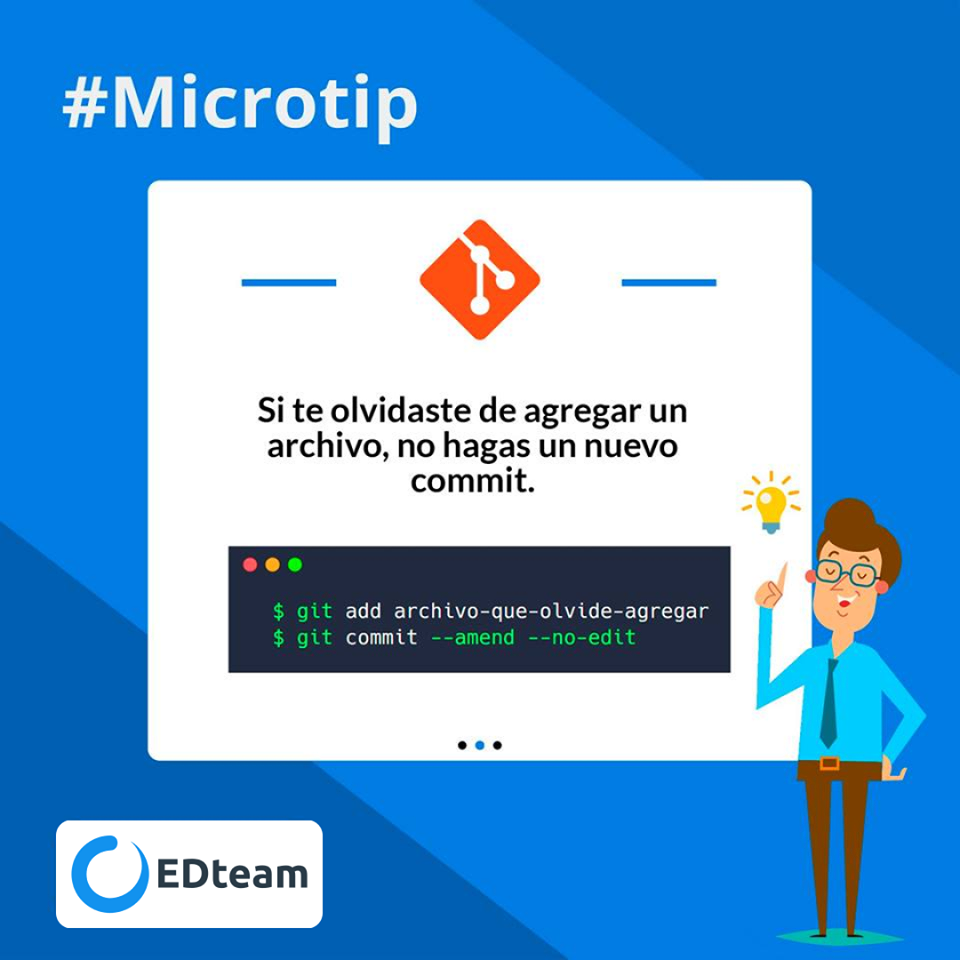 #Microtip
Si te olvidaste de agregar un
archivo, no hagas un nuevo
commit.
$ git add archivo-que-olvide-agregar
$ git commit --amend --no-edit
EDteam